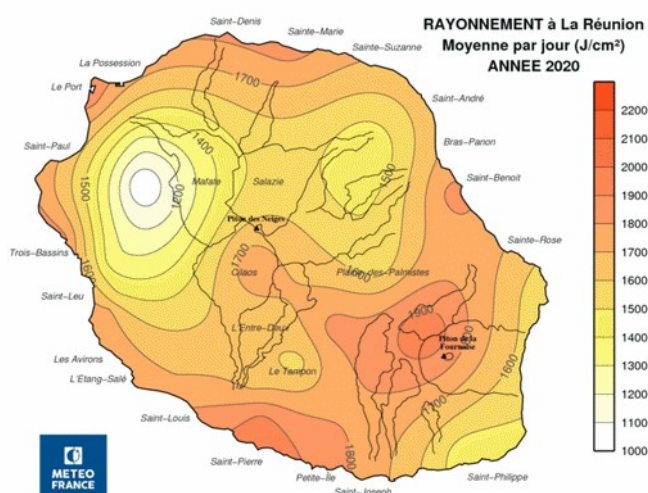 RAYONNEMENT à La Réunion
Moyenne par jour (J/cm²)
ANNEE 2020
Saint-Denis
Sainte-Marie
Sainte-Suzanne
La Possession
Le Port
1700
Saint-André
Saint-Paul
1400
Bras-Panon
1500
1500
Mafate
Salazie
1200
Saint-Benoit
Piton des Neiges
Sainte-Rose
Trois-Bassins
1700
1600
Cilaos
Plaine-des-Palmistes
1600
Saint-Leu
1900
L'Entre-Deux
1800
Piton de la
Fournaise
1600
Les Avirons
Le Tampon
L'Etang-Salé
1700
Saint-Louis
1800
Saint-Pierre
Petite-Île
Saint-Joseph
Saint-Philippe
2200
2100
2000
1900
1800
1700
1600
1500
1400
1300
1200
1100
1000
METEO
FRANCE